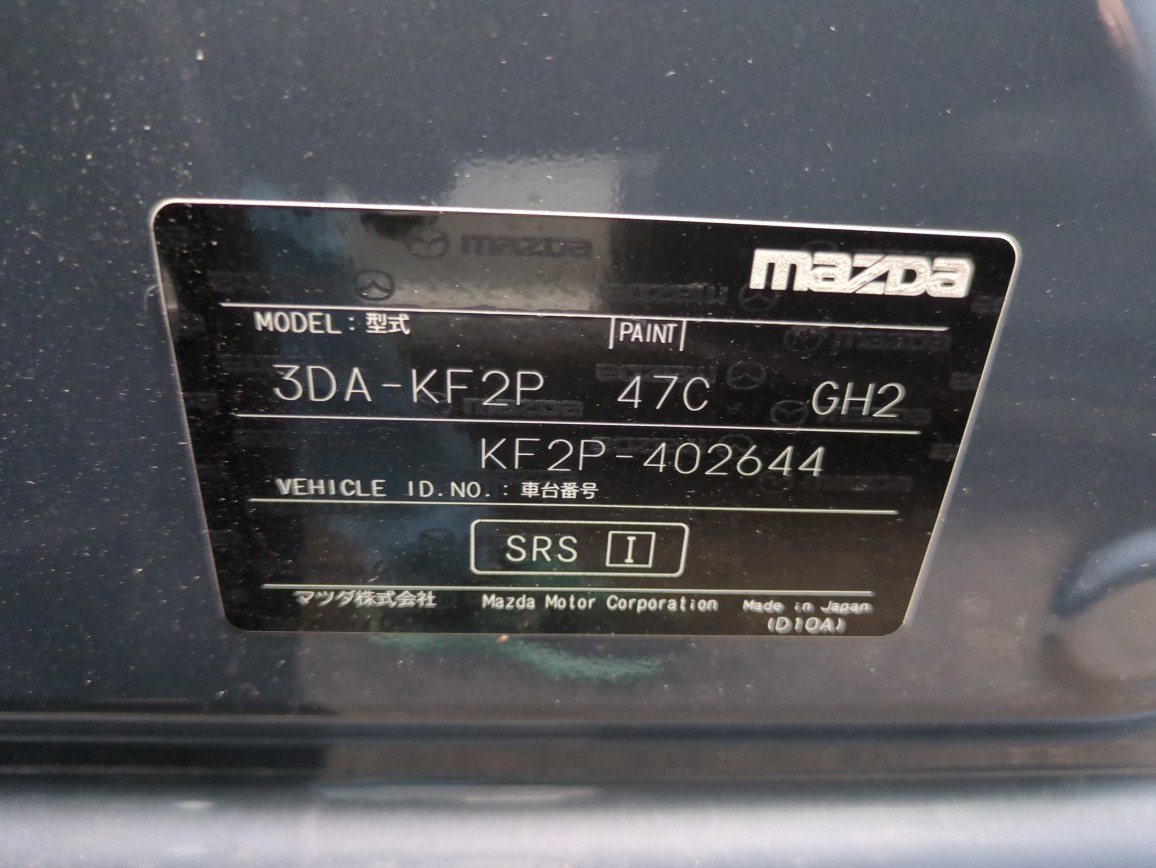 mazda
MODEL : 型式 PAINT
3DA-KF2P 47C GH2
KF2P-402644
VEHICLE ID.NO. : 車台番号
SRS I
マツダ株式会社 Mazda Motor Corporation Made in Japan
(D10A)